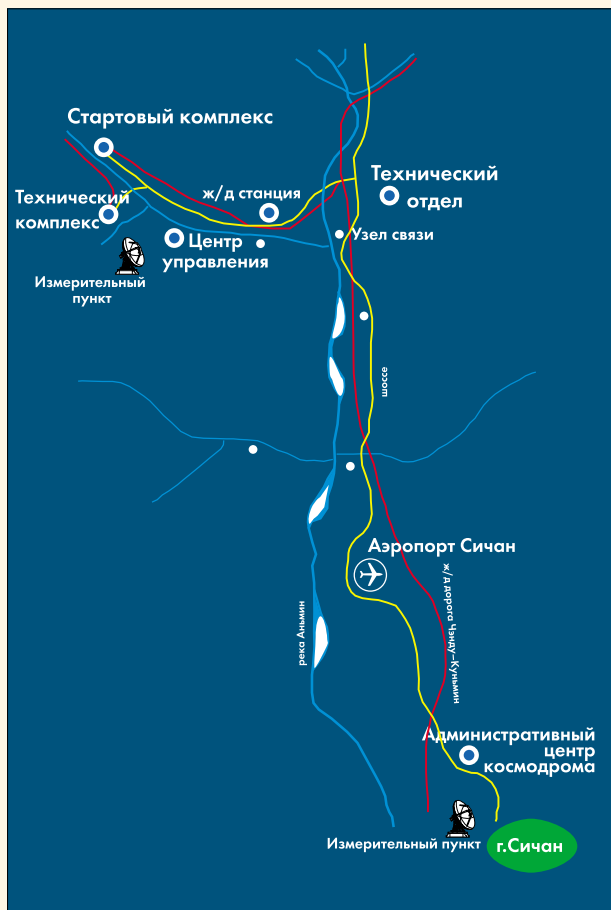 Стартовый комплекс
Технический
комплекс
ж/д станция
Технический
отдел
Центр
управления
Узел связи
Измерительный
пункт
шоссе
Аэропорт Сичан
ж/д дорога Чэнду–Куньмин
река Аньмин
Административный
центр
космодрома
Измерительный пункт
г.Сичан